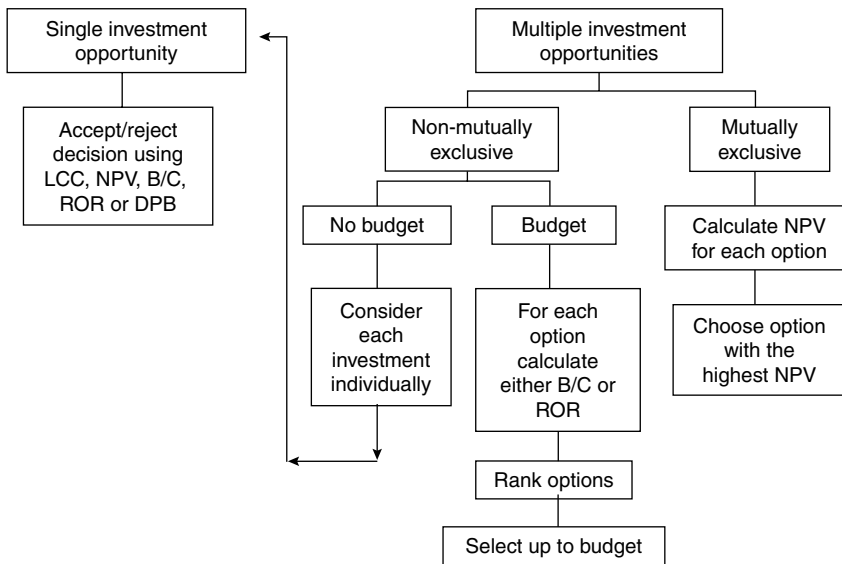 Single investment
opportunity
Accept/reject
decision using
LCC, NPV, B/C,
ROR or DPB
Multiple investment
opportunities
Non-mutually
exclusive
Mutually
exclusive
No budget
Budget
Calculate NPV
for each option
Consider
each
investment
individually
For each
option
calculate
either B/C or
ROR
Choose option
with the
highest NPV
Rank options
Select up to budget